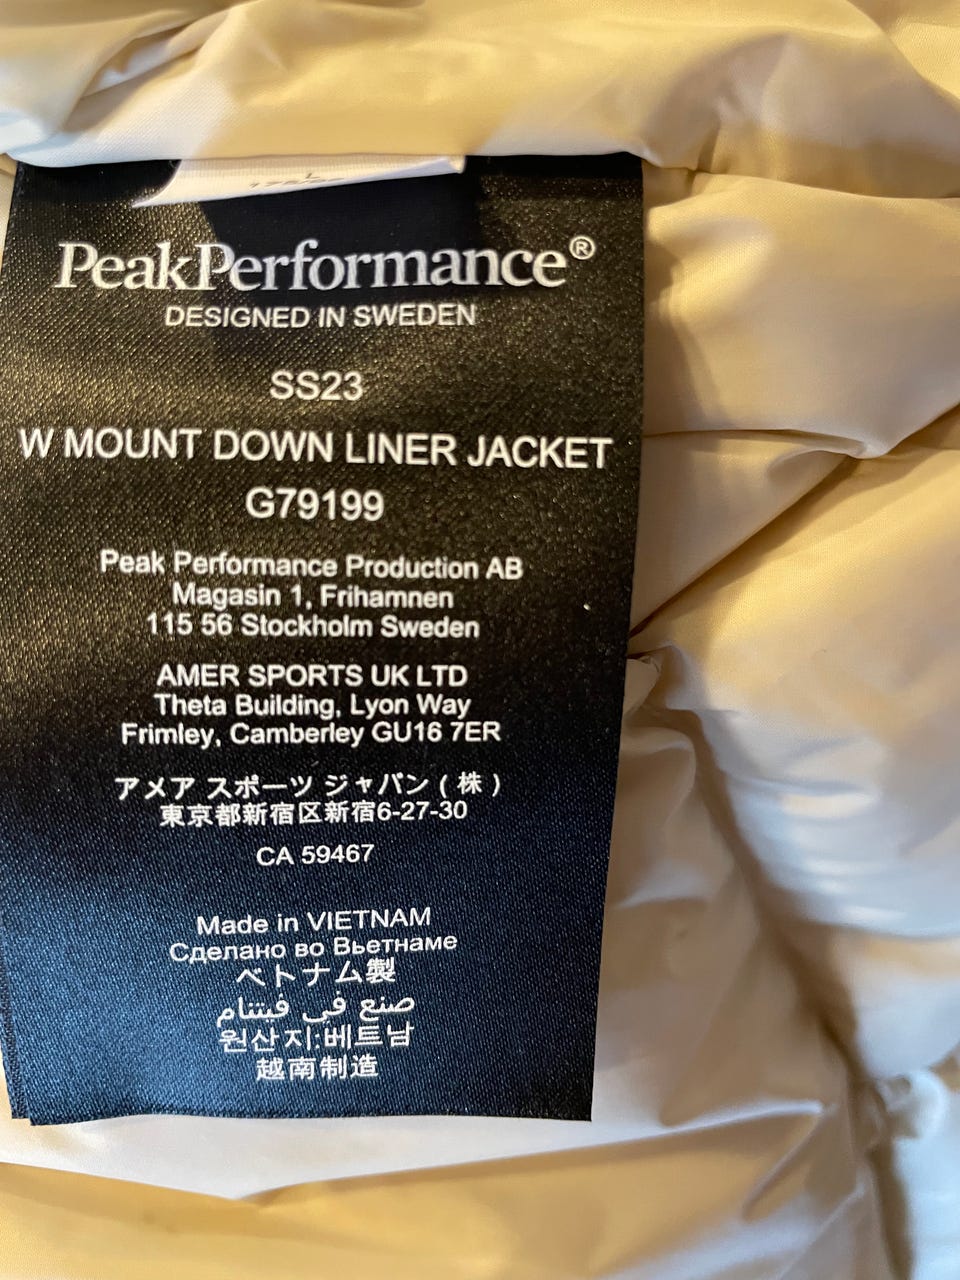 L
PeakPerformance®
DESIGNED IN SWEDEN
SS23
W MOUNT DOWN LINER JACKET
G79199
Peak Performance Production AB
Magasin 1, Frihamnen
115 56 Stockholm Sweden
AMER SPORTS UK LTD
Theta Building, Lyon Way
Frimley, Camberley GU16 7ER
アメア スポーツ ジャパン ( 株 )
東京都新宿区新宿6-27-30
CA 59467
Made in VIETNAM
Сделано во Вьетнаме
ベトナム製
صنع في فيتنام
원산지:베트남
越南制造